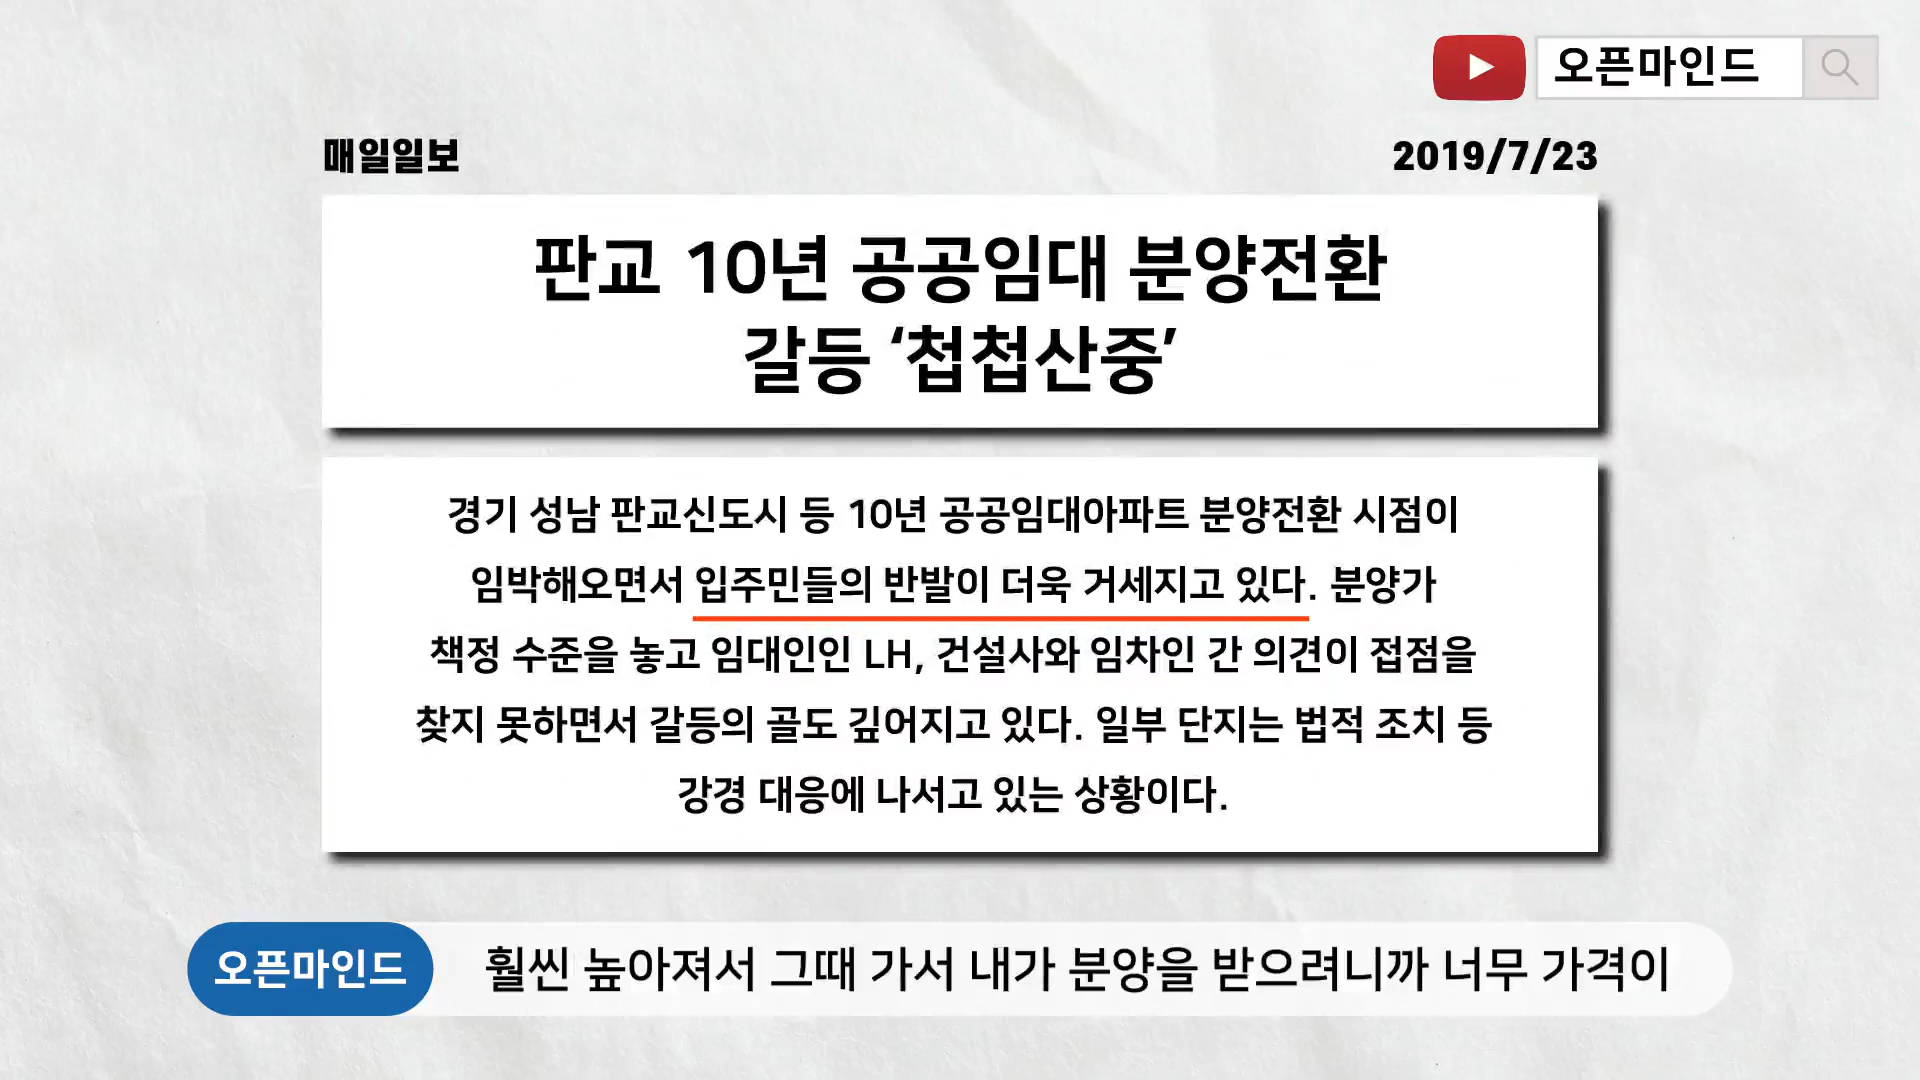 오픈마인드
매일일보
2019/7/23
판교 10년 공공임대 분양전환
갈등 ‘첩첩산중’
경기 성남 판교신도시 등 10년 공공임대아파트 분양전환 시점이
임박해오면서 입주민들의 반발이 더욱 거세지고 있다. 분양가
책정 수준을 놓고 임대인인 LH, 건설사와 임차인 간 의견이 접점을
찾지 못하면서 갈등의 골도 깊어지고 있다. 일부 단지는 법적 조치 등
강경 대응에 나서고 있는 상황이다.
오픈마인드
훨씬 높아져서 그때 가서 내가 분양을 받으려니까 너무 가격이